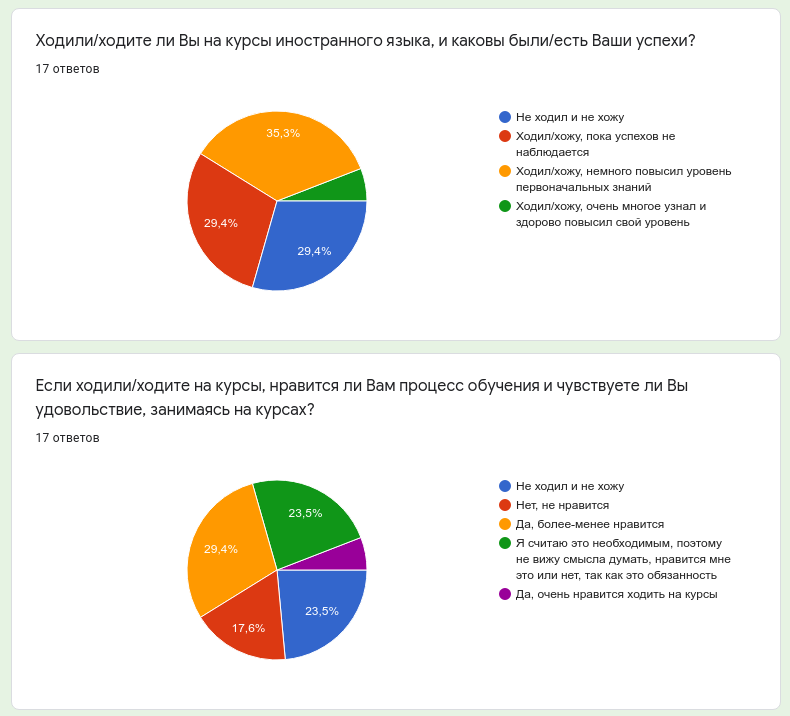 Ходили/ходите ли Вы на курсы иностранного языка, и каковы были/есть Ваши успехи?
17 ответов
35,3%
29,4%
29,4%
Не ходил и не хожу
Ходил/хожу, пока успехов не
наблюдается
Ходил/хожу, немного повысил уровень
первоначальных знаний
Ходил/хожу, очень многое узнал и
здорово повысил свой уровень
Если ходили/ходите на курсы, нравится ли Вам процесс обучения и чувствуете ли Вы
удовольствие, занимаясь на курсах?
17 ответов
23,5%
29,4%
23,5%
17,6%
Не ходил и не хожу
Нет, не нравится
Да, более-менее нравится
Я считаю это необходимым, поэтому
не вижу смысла думать, нравится мне
это или нет, так как это обязанность
Да, очень нравится ходить на курсы